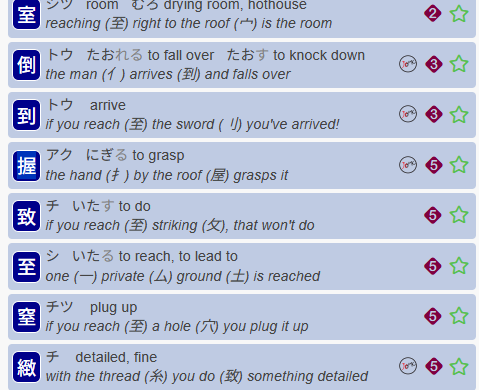 室 シツ room むろ drying room, hothouse 2
reaching (至) right to the roof (宀) is the room
倒 トウ たおれる to fall over たおす to knock down 3
the man (亻) arrives (到) and falls over
到 トウ arrive 3
if you reach (至) the sword (刂) you've arrived!
握 アク にぎる to grasp 5
the hand (扌) by the roof (屋) grasps it
致 チ いたす to do 5
if you reach (至) striking (攵), that won't do
至 シ いたる to reach, to lead to 5
one (一) private (厶) ground (土) is reached
窒 チツ plug up 5
if you reach (至) a hole (穴) you plug it up
緻 チ detailed, fine 5
with the thread (糸) you do (致) something detailed